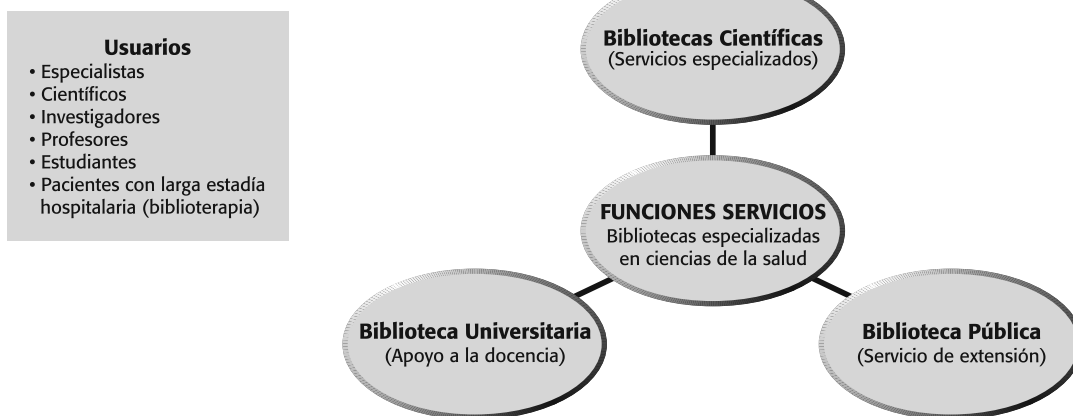 Usuarios
• Especialistas
• Científicos
• Investigadores
• Profesores
• Estudiantes
• Pacientes con larga estadía
hospitalaria (biblioterapia)
Bibliotecas Científicas
(Servicios especializados)
FUNCIONES SERVICIOS
Bibliotecas especializadas
en ciencias de la salud
Biblioteca Universitaria
(Apoyo a la docencia)
Biblioteca Pública
(Servicio de extensión)